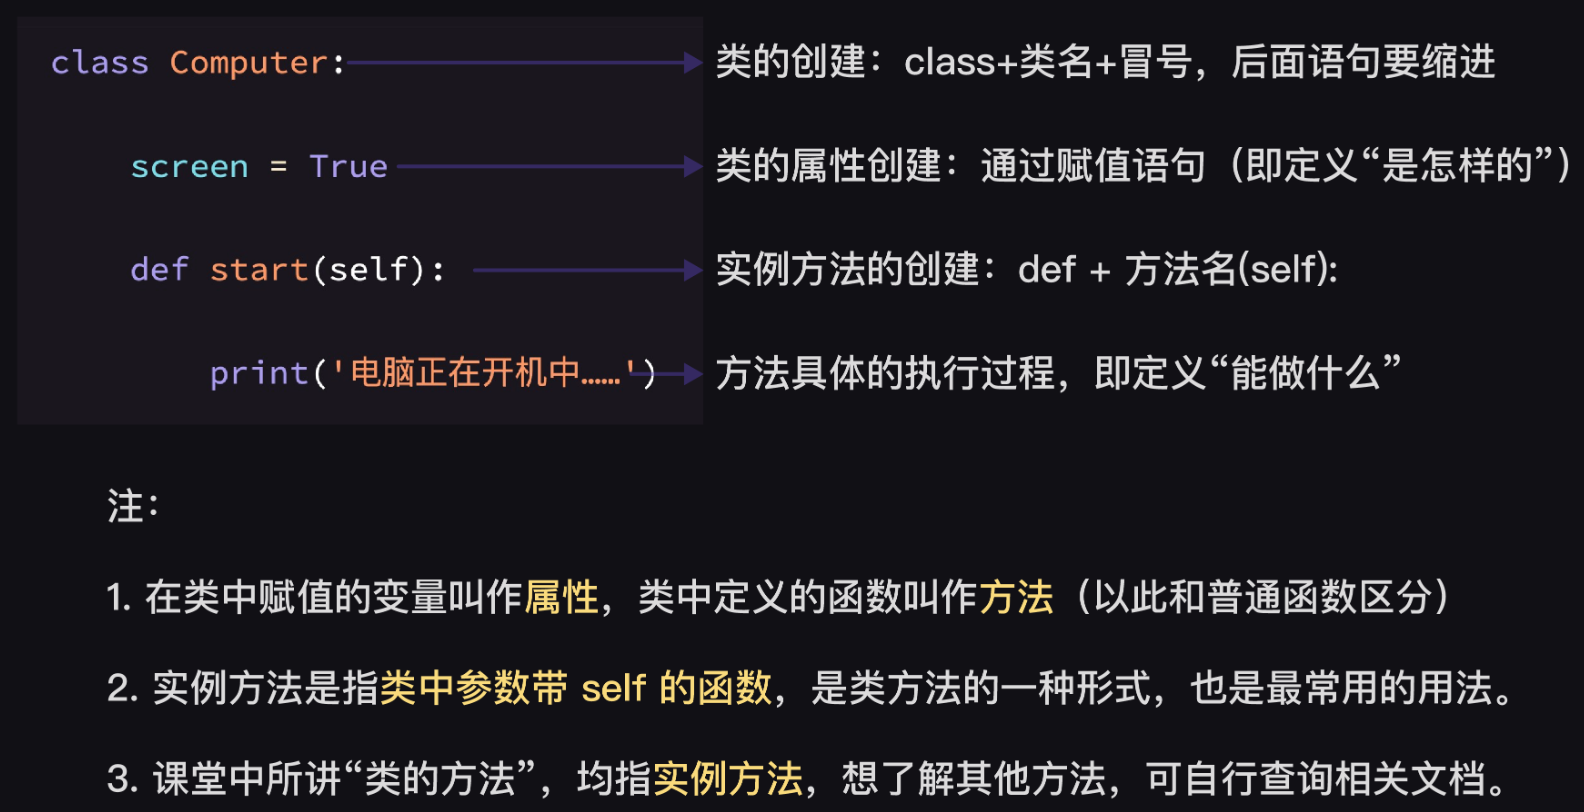 class Computer: 类的创建：class+类名+冒号，后面语句要缩进
screen = True 类的属性创建：通过赋值语句（即定义“是怎样的”）
def start(self): 实例方法的创建：def + 方法名(self):
print('电脑正在开机中……') 方法具体的执行过程，即定义“能做什么”
注：
1. 在类中赋值的变量叫作属性，类中定义的函数叫作方法（以此和普通函数区分）
2. 实例方法是指类中参数带 self 的函数，是类方法的一种形式，也是最常用的用法。
3. 课堂中所讲“类的方法”，均指实例方法，想了解其他方法，可自行查询相关文档。